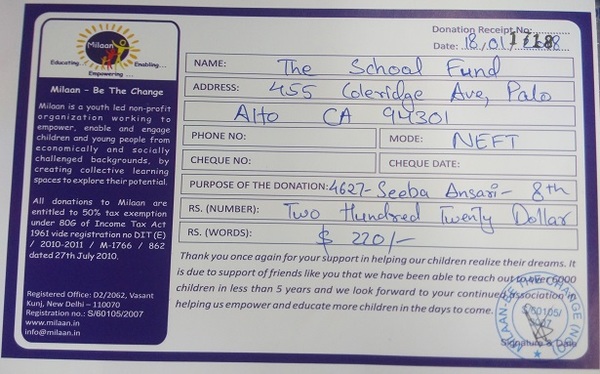 Milaan
Educating... Enabling...
Empowering ...
Milaan - Be The Change
Milaan is a youth led non-profit
organization working to
empower, enable and engage
children and young people from
economically and socially
challenged backgrounds, by
creating collective learning
spaces to explore their potential.
All donations to Milaan are
entitled to 50% tax exemption
under 80G of Income Tax Act
1961 vide registration no DIT (E)
/ 2010-2011 / M-1766 / 862
dated 27th July 2010.
Registered Office: D2/2062, Vasant
Kunj, New Delhi - 110070
Registration no.: S/60105/2007
www.milaan.in
info@milaan.in
Donation Receipt No:
Date: 18/01/
NAME: The School Fund
ADDRESS: 455 Coleridge Ave, Palo
Alto CA 94301
PHONE NO: MODE: NEFT
CHEQUE NO: CHEQUE DATE:
PURPOSE OF THE DONATION: 4627- Seeba Ansari - 8th
RS. (NUMBER): Two Hundred Twenty Dollar
RS. (WORDS): $ 220/-
Thank you once again for your support in helping our children realize their dreams. It
is due to support of friends like you that we have been able to reach out to over 6000
children in less than 5 years and we look forward to your continued association in
helping us empower and educate more children in the days to come.
MILAAN BE THE CHANGE
S/60105/
Signature & Date